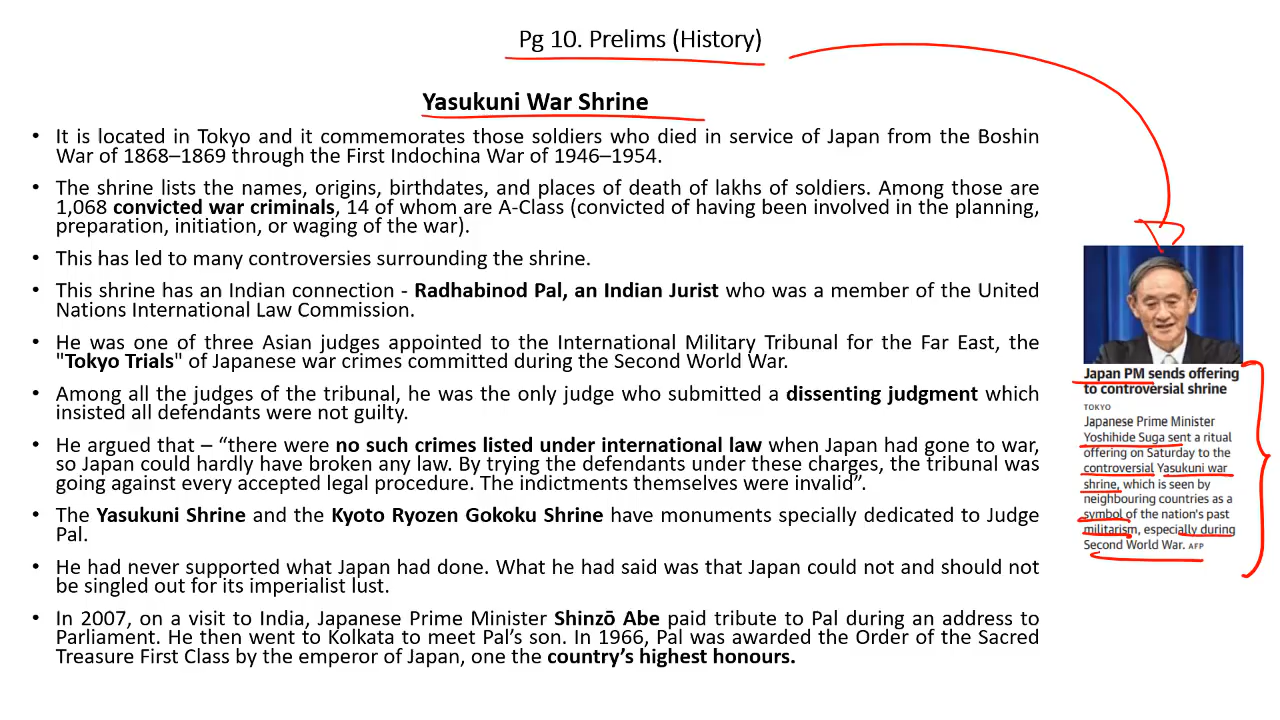 Pg 10. Prelims (History)
Yasukuni War Shrine
• It is located in Tokyo and it commemorates those soldiers who died in service of Japan from the Boshin
War of 1868–1869 through the First Indochina War of 1946–1954.
• The shrine lists the names, origins, birthdates, and places of death of lakhs of soldiers. Among those are
1,068 convicted war criminals, 14 of whom are A-Class (convicted of having been involved in the planning,
preparation, initiation, or waging of the war).
• This has led to many controversies surrounding the shrine.
• This shrine has an Indian connection - Radhabinod Pal, an Indian Jurist who was a member of the United
Nations International Law Commission.
• He was one of three Asian judges appointed to the International Military Tribunal for the Far East, the
"Tokyo Trials" of Japanese war crimes committed during the Second World War.
• Among all the judges of the tribunal, he was the only judge who submitted a dissenting judgment which
insisted all defendants were not guilty.
• He argued that – “there were no such crimes listed under international law when Japan had gone to war,
so Japan could hardly have broken any law. By trying the defendants under these charges, the tribunal was
going against every accepted legal procedure. The indictments themselves were invalid”.
• The Yasukuni Shrine and the Kyoto Ryozen Gokoku Shrine have monuments specially dedicated to Judge
Pal.
• He had never supported what Japan had done. What he had said was that Japan could not and should not
be singled out for its imperialist lust.
• In 2007, on a visit to India, Japanese Prime Minister Shinzō Abe paid tribute to Pal during an address to
Parliament. He then went to Kolkata to meet Pal’s son. In 1966, Pal was awarded the Order of the Sacred
Treasure First Class by the emperor of Japan, one the country’s highest honours.
Japan PM sends offering
to controversial shrine
TOKYO
Japanese Prime Minister
Yoshihide Suga sent a ritual
offering on Saturday to the
controversial Yasukuni war
shrine, which is seen by
neighbouring countries as a
symbol of the nation's past
militarism, especially during
Second World War. AFP